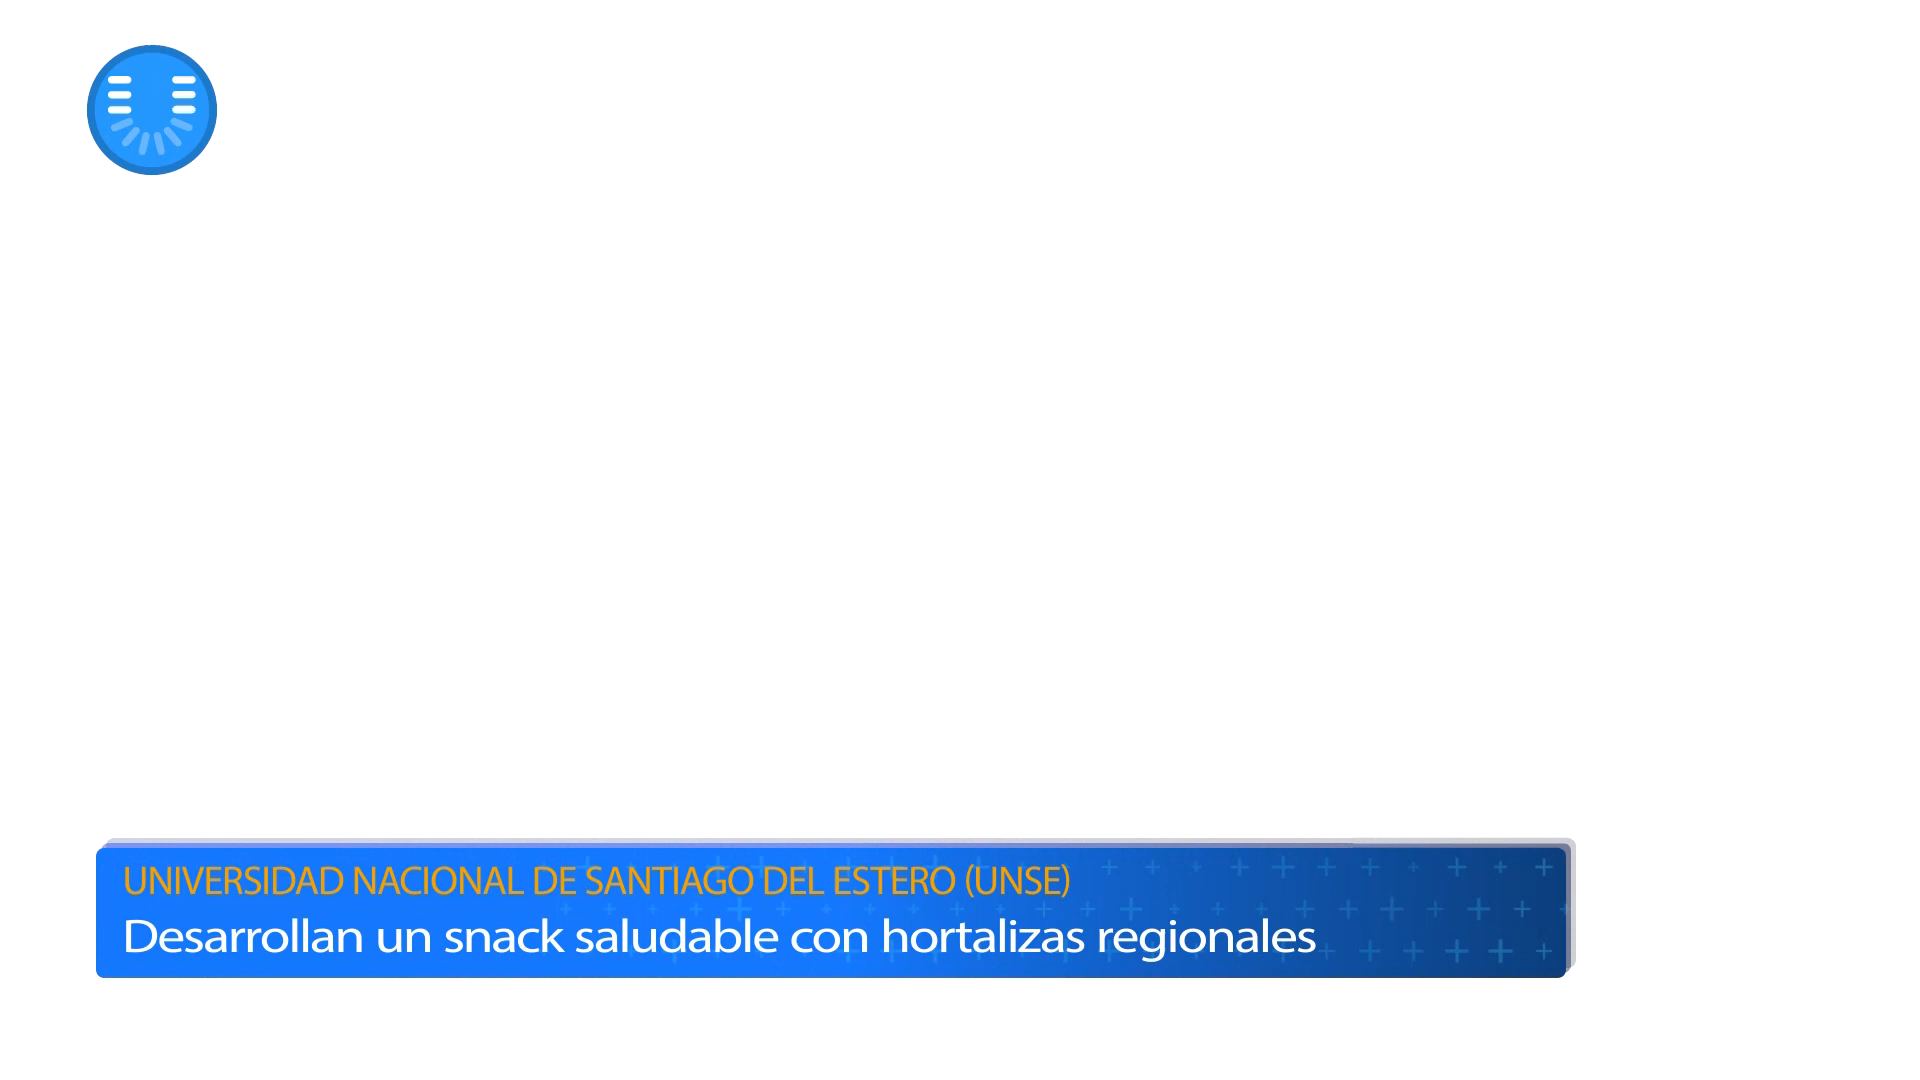 UNIVERSIDAD NACIONAL DE SANTIAGO DEL ESTERO (UNSE)
Desarrollan un snack saludable con hortalizas regionales